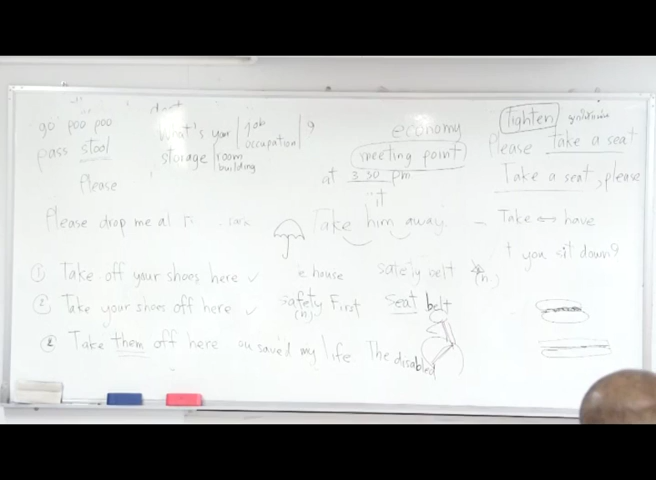 go poo poo
pass stool
Please
What's your job occupation ?
storage room building
economy
meeting point
at 3 30 pm
tighten
Please take a seat
Take a seat, please
Please drop me at
Take him away
it
Take ↔ have
you sit down?
① Take off your shoes here ✓
house
safety belt
(n.)
② Take your shoes off here ✓
safety First
(n)
seat belt
② Take them off here
ou saved my life
The disabled